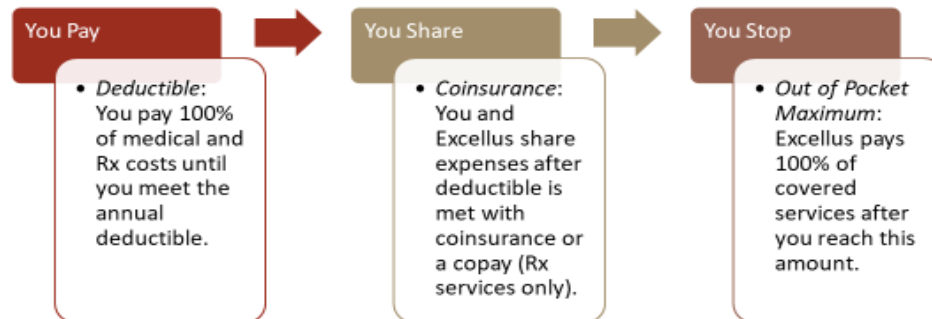 You Pay
• Deductible:
You pay 100%
of medical and
Rx costs until
you meet the
annual
deductible.
You Share
• Coinsurance:
You and
Excellus share
expenses after
deductible is
met with
coinsurance or
a copay (Rx
services only).
You Stop
• Out of Pocket
Maximum:
Excellus pays
100% of
covered
services after
you reach this
amount.